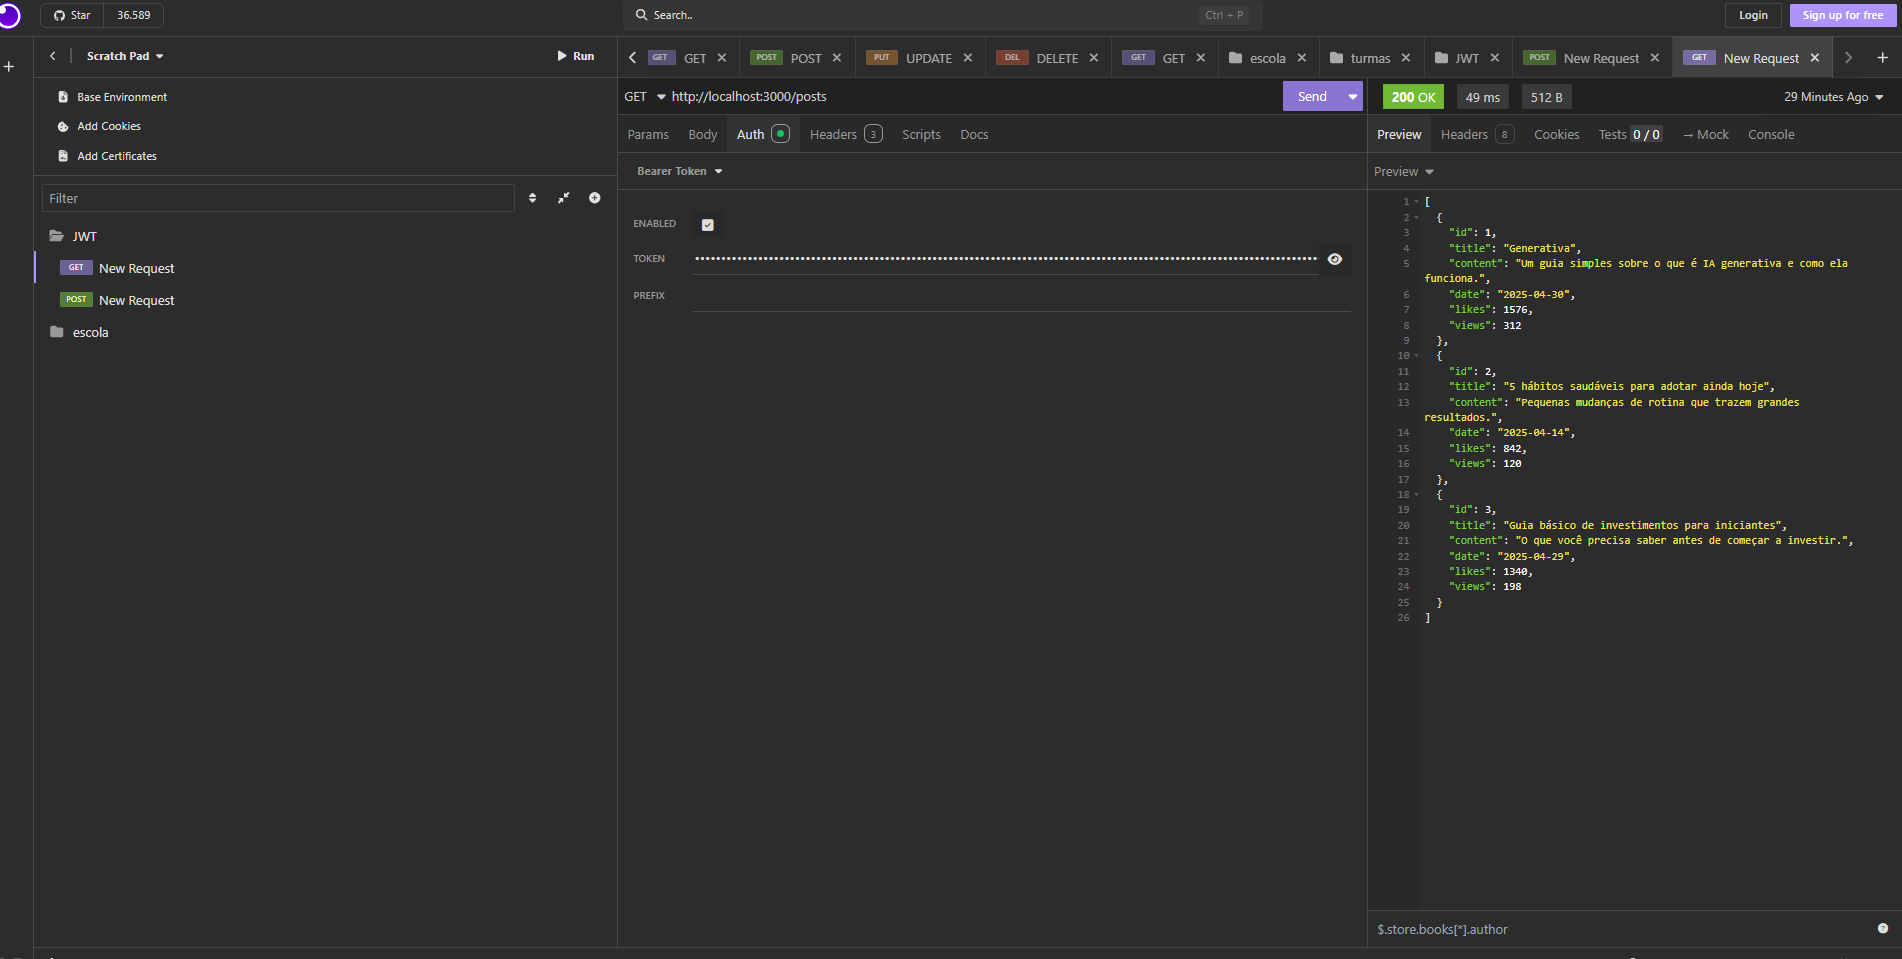 Star 36.589 Search.. Ctrl + P Login Sign up for free
Scratch Pad Run
GET GET POST POST PUT UPDATE DEL DELETE GET GET escola turmas JWT POST New Request GET New Request
Base Environment
Add Cookies
Add Certificates
Filter
JWT
GET New Request
POST New Request
escola
GET http://localhost:3000/posts Send
Params Body Auth Headers 3 Scripts Docs
Bearer Token
ENABLED
TOKEN
PREFIX
200 OK 49 ms 512 B 29 Minutes Ago
Preview Headers 8 Cookies Tests 0 / 0 → Mock Console
Preview
1 [
2 {
3 "id": 1,
4 "title": "Generativa",
5 "content": "Um guia simples sobre o que é IA generativa e como ela
funciona.",
6 "date": "2025-04-30",
7 "likes": 1576,
8 "views": 312
9 },
10 {
11 "id": 2,
12 "title": "5 hábitos saudáveis para adotar ainda hoje",
13 "content": "Pequenas mudanças de rotina que trazem grandes
resultados.",
14 "date": "2025-04-14",
15 "likes": 842,
16 "views": 120
17 },
18 {
19 "id": 3,
20 "title": "Guia básico de investimentos para iniciantes",
21 "content": "O que você precisa saber antes de começar a investir.",
22 "date": "2025-04-29",
23 "likes": 1340,
24 "views": 198
25 }
26 ]
$.store.books[*].author